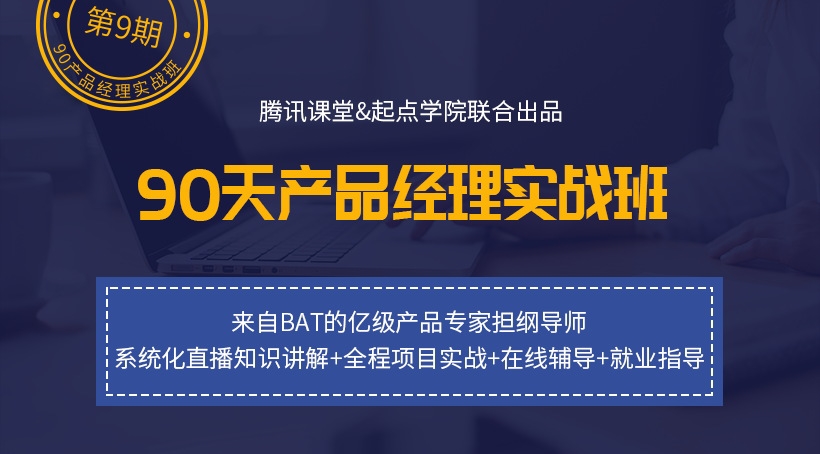 第9期
90产品经理实战班
腾讯课堂&起点学院联合出品
90天产品经理实战班
来自BAT的亿级产品专家担纲导师
系统化直播知识讲解+全程项目实战+在线辅导+就业指导